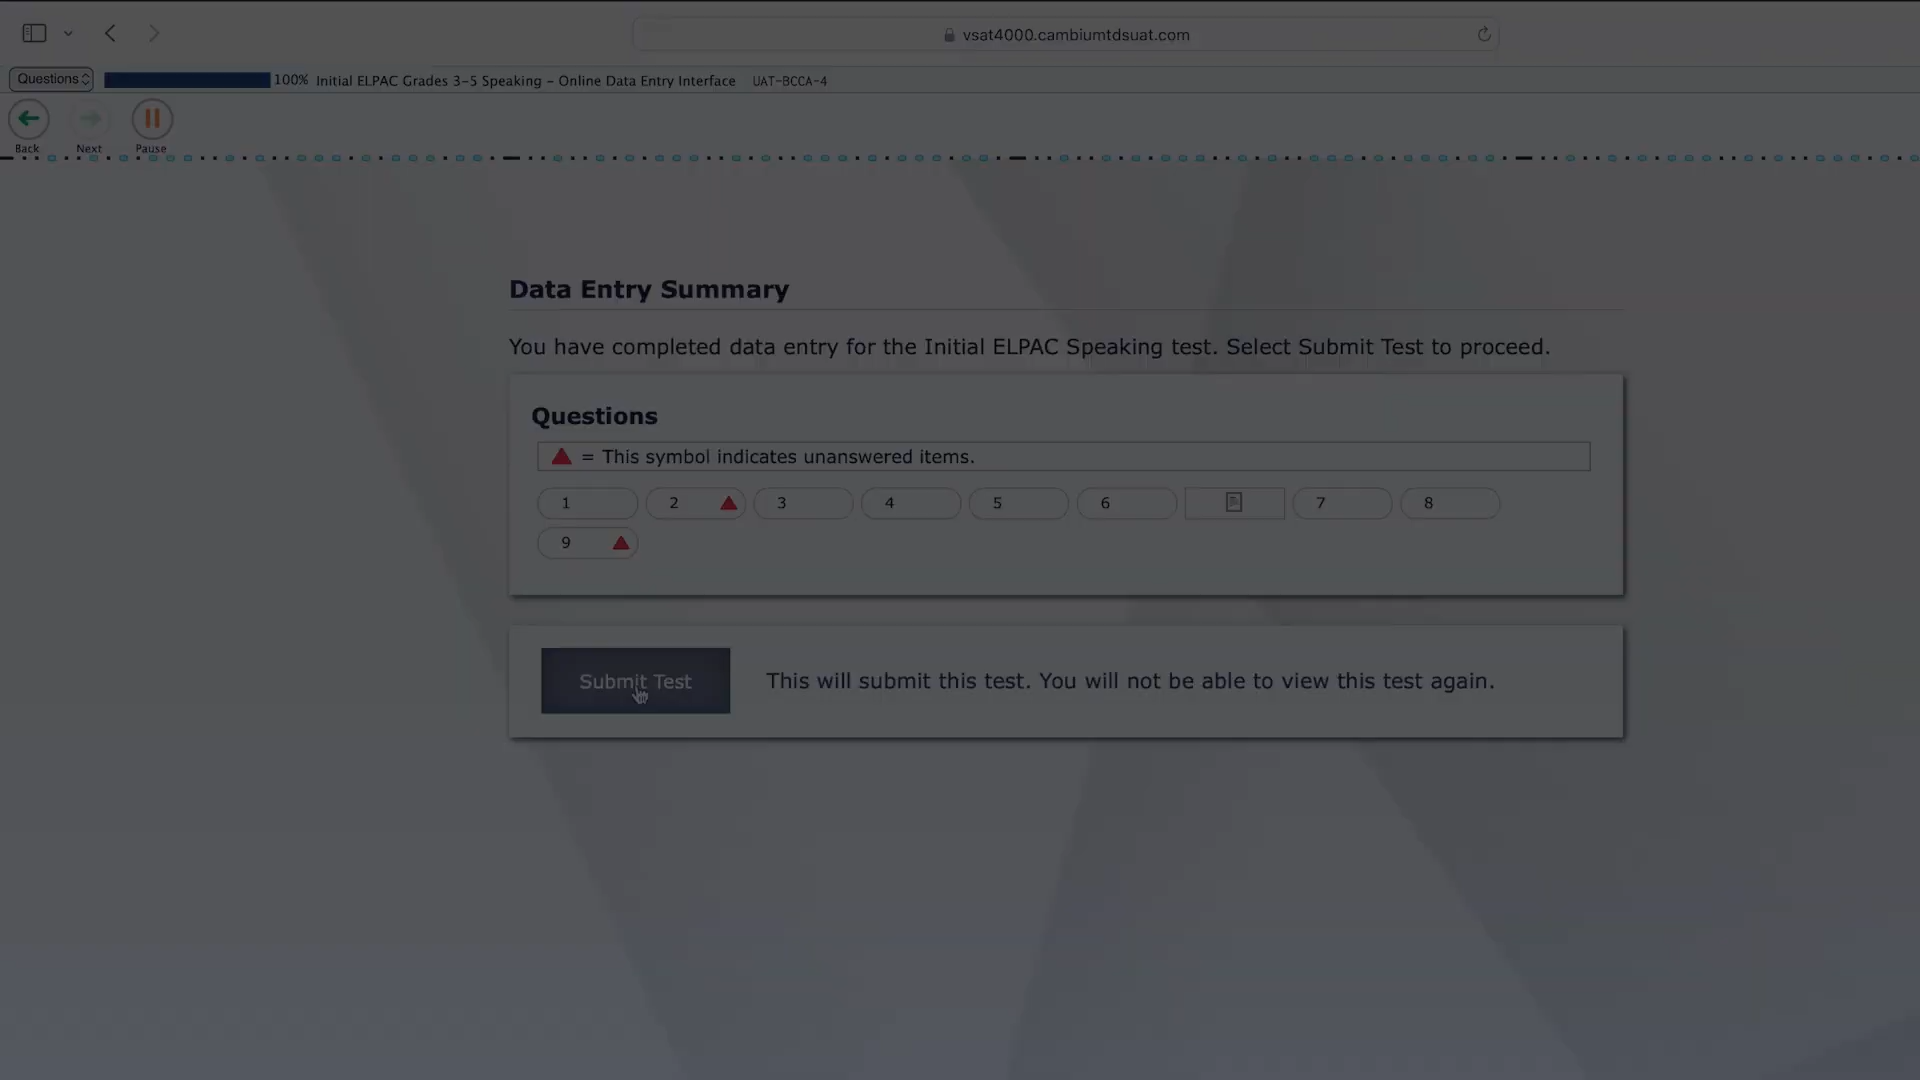 vsat4000.cambiumtdsuat.com
Questions 100% Initial ELPAC Grades 3-5 Speaking - Online Data Entry Interface UAT-BCCA-4
Back Next Pause
Data Entry Summary
You have completed data entry for the Initial ELPAC Speaking test. Select Submit Test to proceed.
Questions
= This symbol indicates unanswered items.
1 2 3 4 5 6 7 8
9
Submit Test This will submit this test. You will not be able to view this test again.